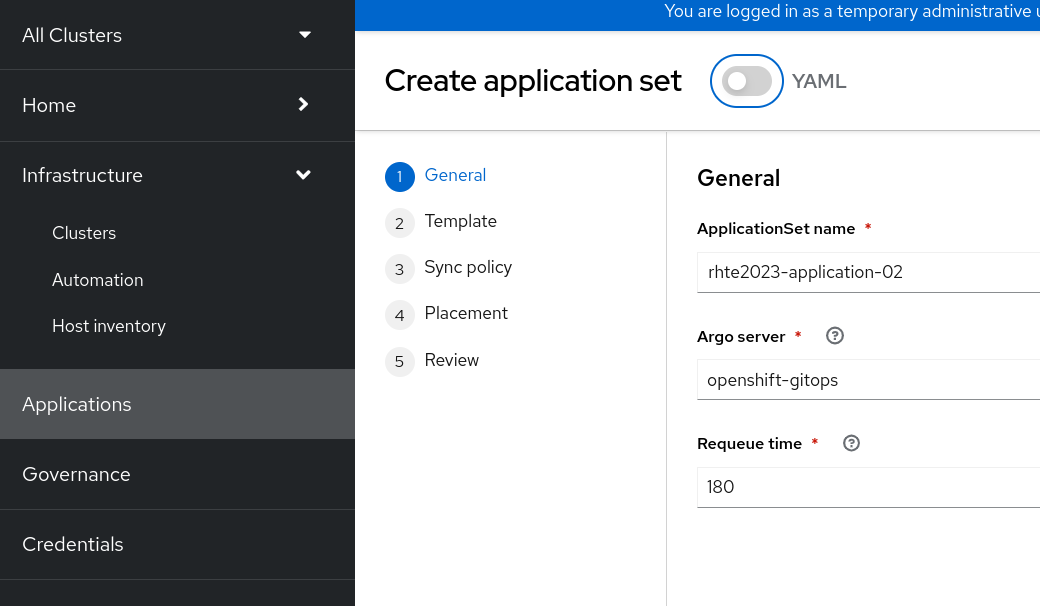 You are logged in as a temporary administrative
All Clusters
Home
Infrastructure
Clusters
Automation
Host inventory
Applications
Governance
Credentials
Create application set
YAML
1 General
2 Template
3 Sync policy
4 Placement
5 Review
General
ApplicationSet name *
rhte2023-application-02
Argo server *
openshift-gitops
Requeue time *
180